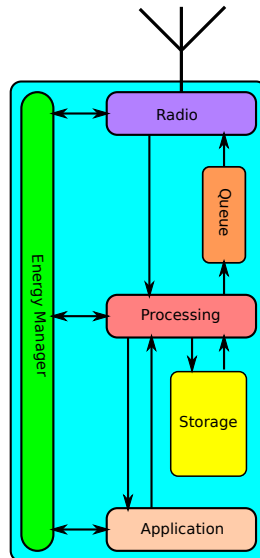 Radio
Queue
Energy Manager
Processing
Storage
Application